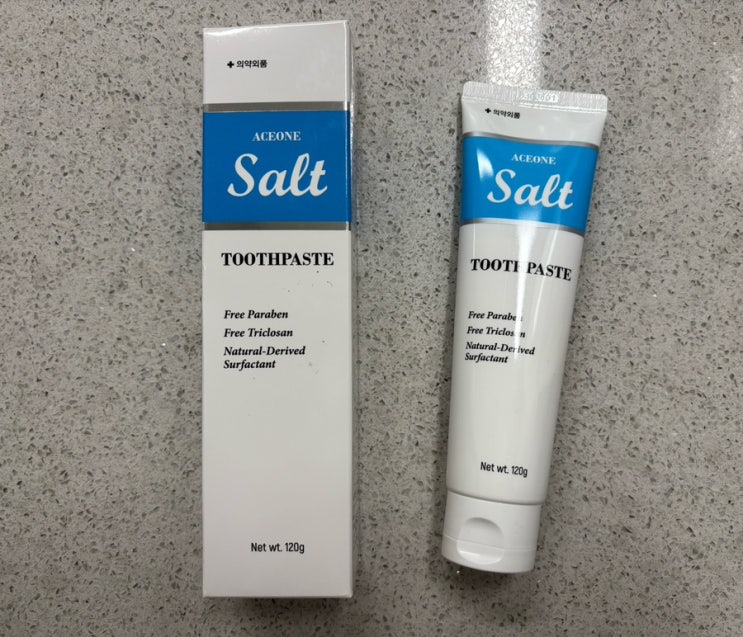 ✚ 의약외품
ACEONE
Salt
TOOTHPASTE
Free Paraben
Free Triclosan
Natural-Derived
Surfactant
Net wt. 120g
✚ 의약외품
ACEONE
Salt
TOOTHPASTE
Free Paraben
Free Triclosan
Natural-Derived
Surfactant
Net wt. 120g